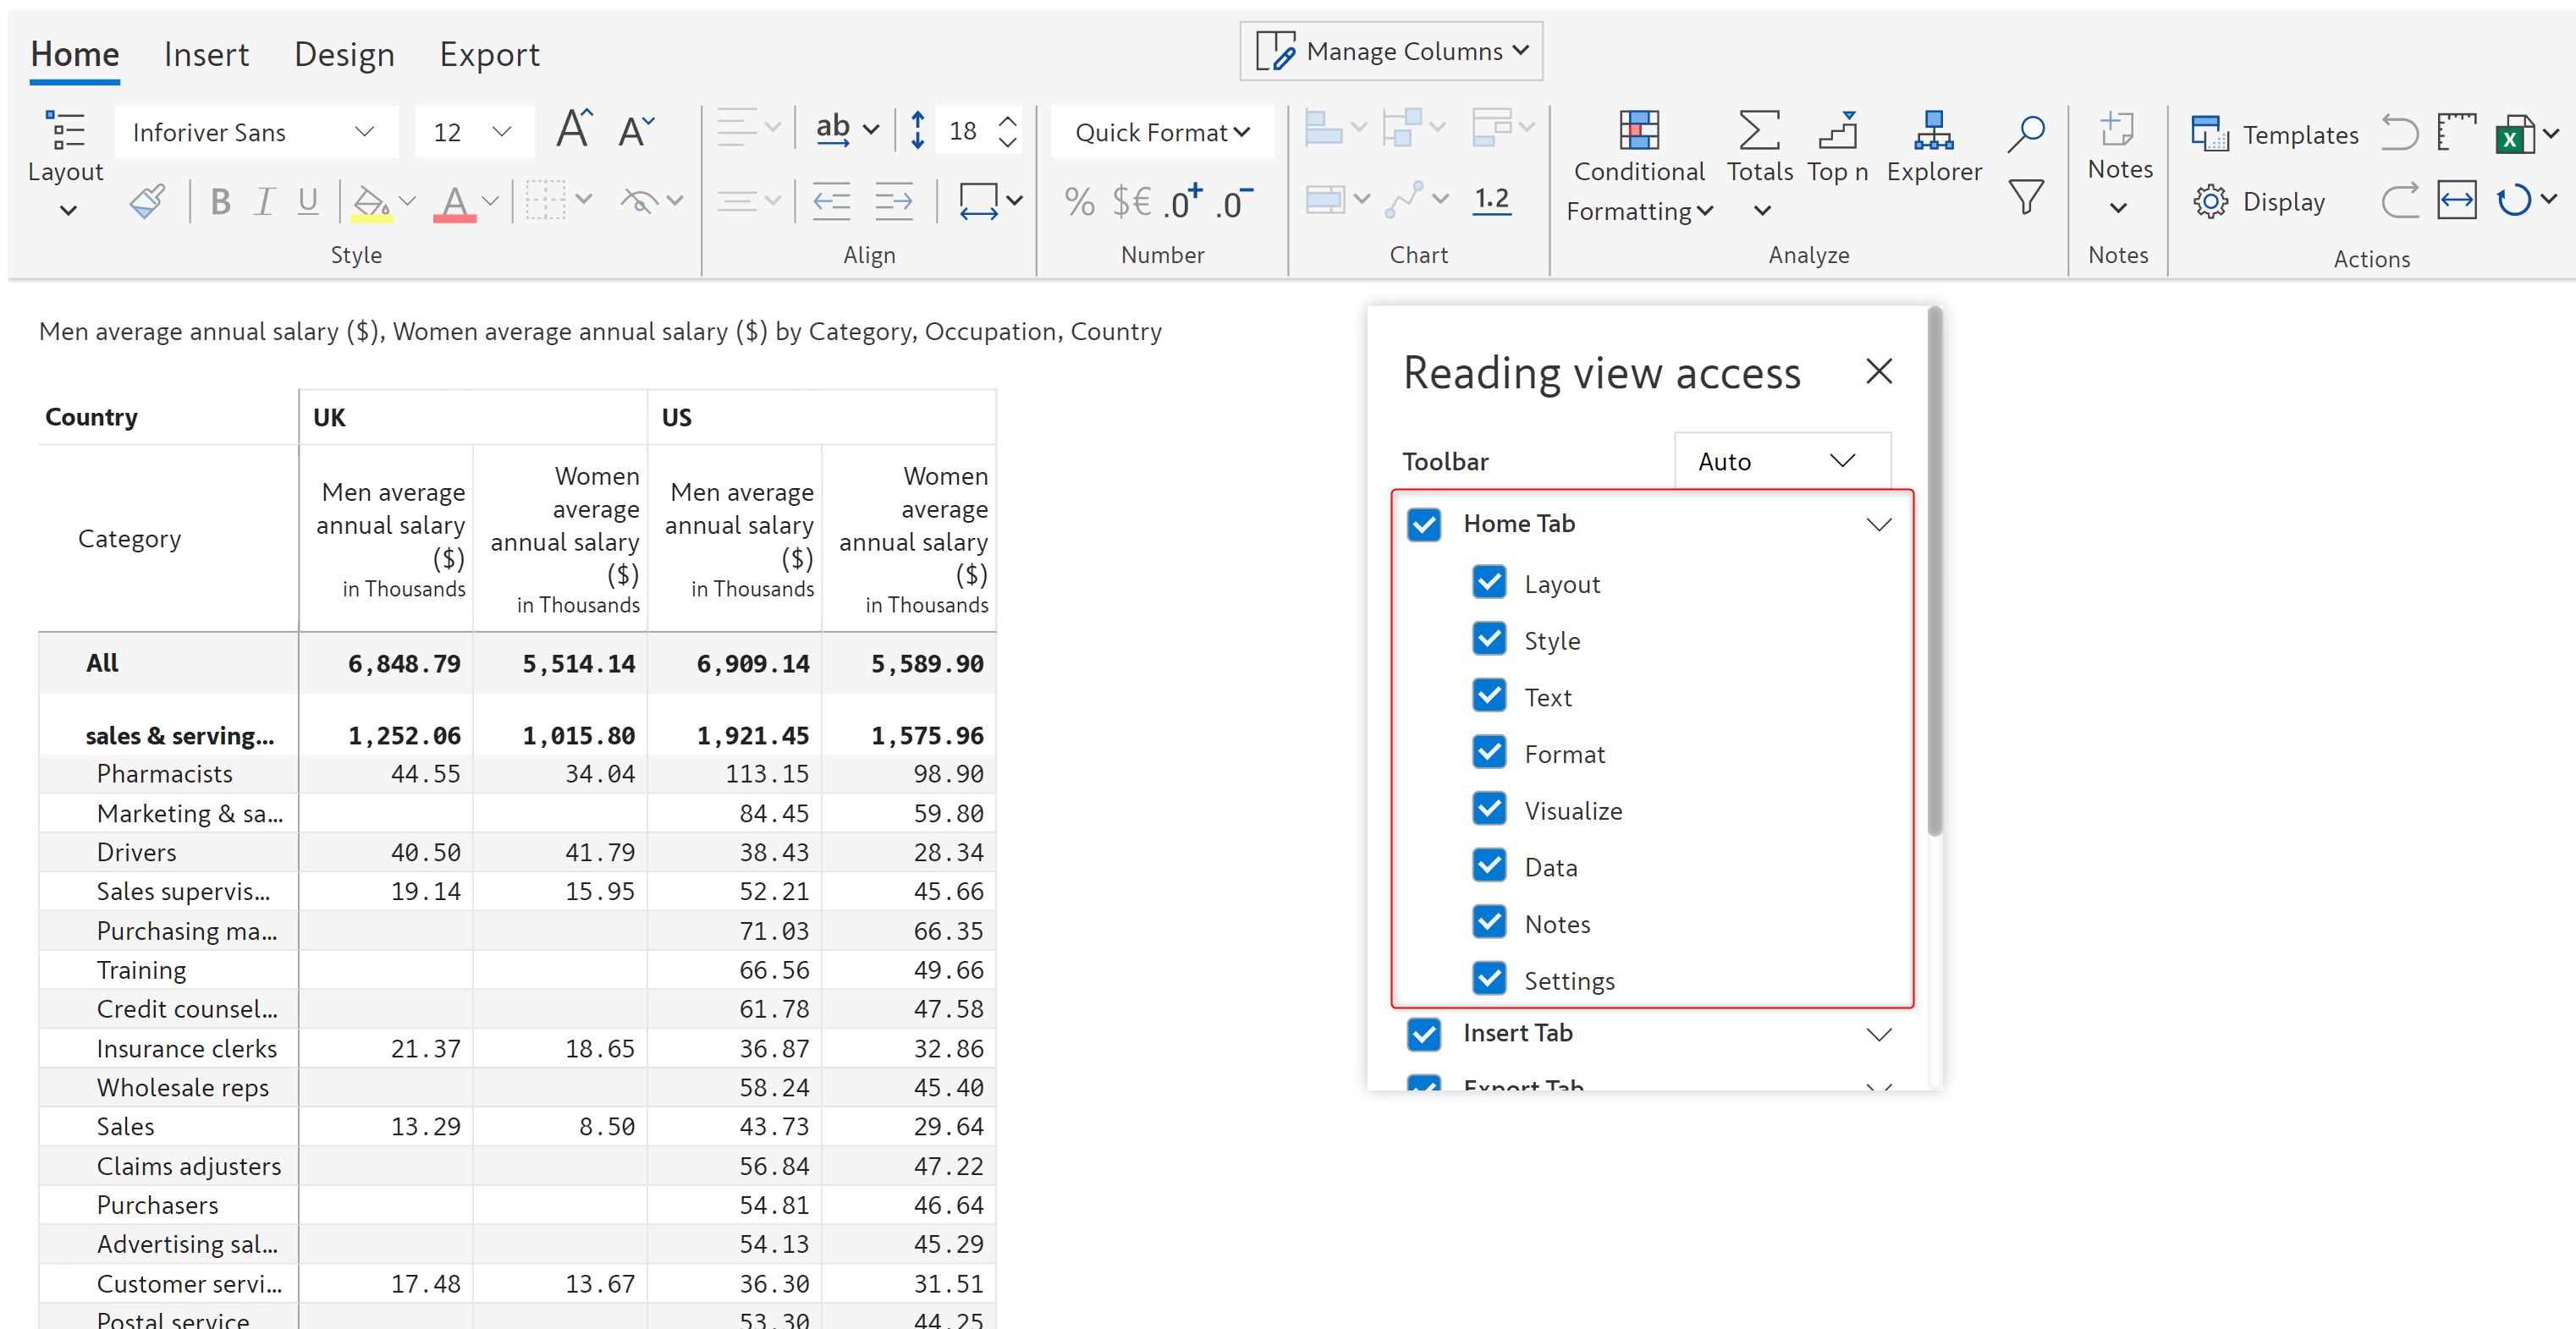 Home Insert Design Export Manage Columns
Inforiver Sans 12 A A ab 18 Quick Format Templates
Layout Conditional Formatting Totals Top n Explorer Notes
B I U A % $€ .0+ .0- 1.2 Display
Style Align Number Chart Analyze Notes Actions
Men average annual salary ($), Women average annual salary ($) by Category, Occupation, Country
Country UK US
Category
Men average
annual salary
($)
in Thousands
Women
average
annual salary
($)
in Thousands
Men average
annual salary
($)
in Thousands
Women
average
annual salary
($)
in Thousands
All 6,848.79 5,514.14 6,909.14 5,589.90
sales & serving... 1,252.06 1,015.80 1,921.45 1,575.96
Pharmacists 44.55 34.04 113.15 98.90
Marketing & sa... 84.45 59.80
Drivers 40.50 41.79 38.43 28.34
Sales supervis... 19.14 15.95 52.21 45.66
Purchasing ma... 71.03 66.35
Training 66.56 49.66
Credit counsel... 61.78 47.58
Insurance clerks 21.37 18.65 36.87 32.86
Wholesale reps 58.24 45.40
Sales 13.29 8.50 43.73 29.64
Claims adjusters 56.84 47.22
Purchasers 54.81 46.64
Advertising sal... 54.13 45.29
Customer servi... 17.48 13.67 36.30 31.51
Postal service 53.30 44.25
Reading view access
Toolbar Auto
Home Tab
Layout
Style
Text
Format
Visualize
Data
Notes
Settings
Insert Tab
Export Tab